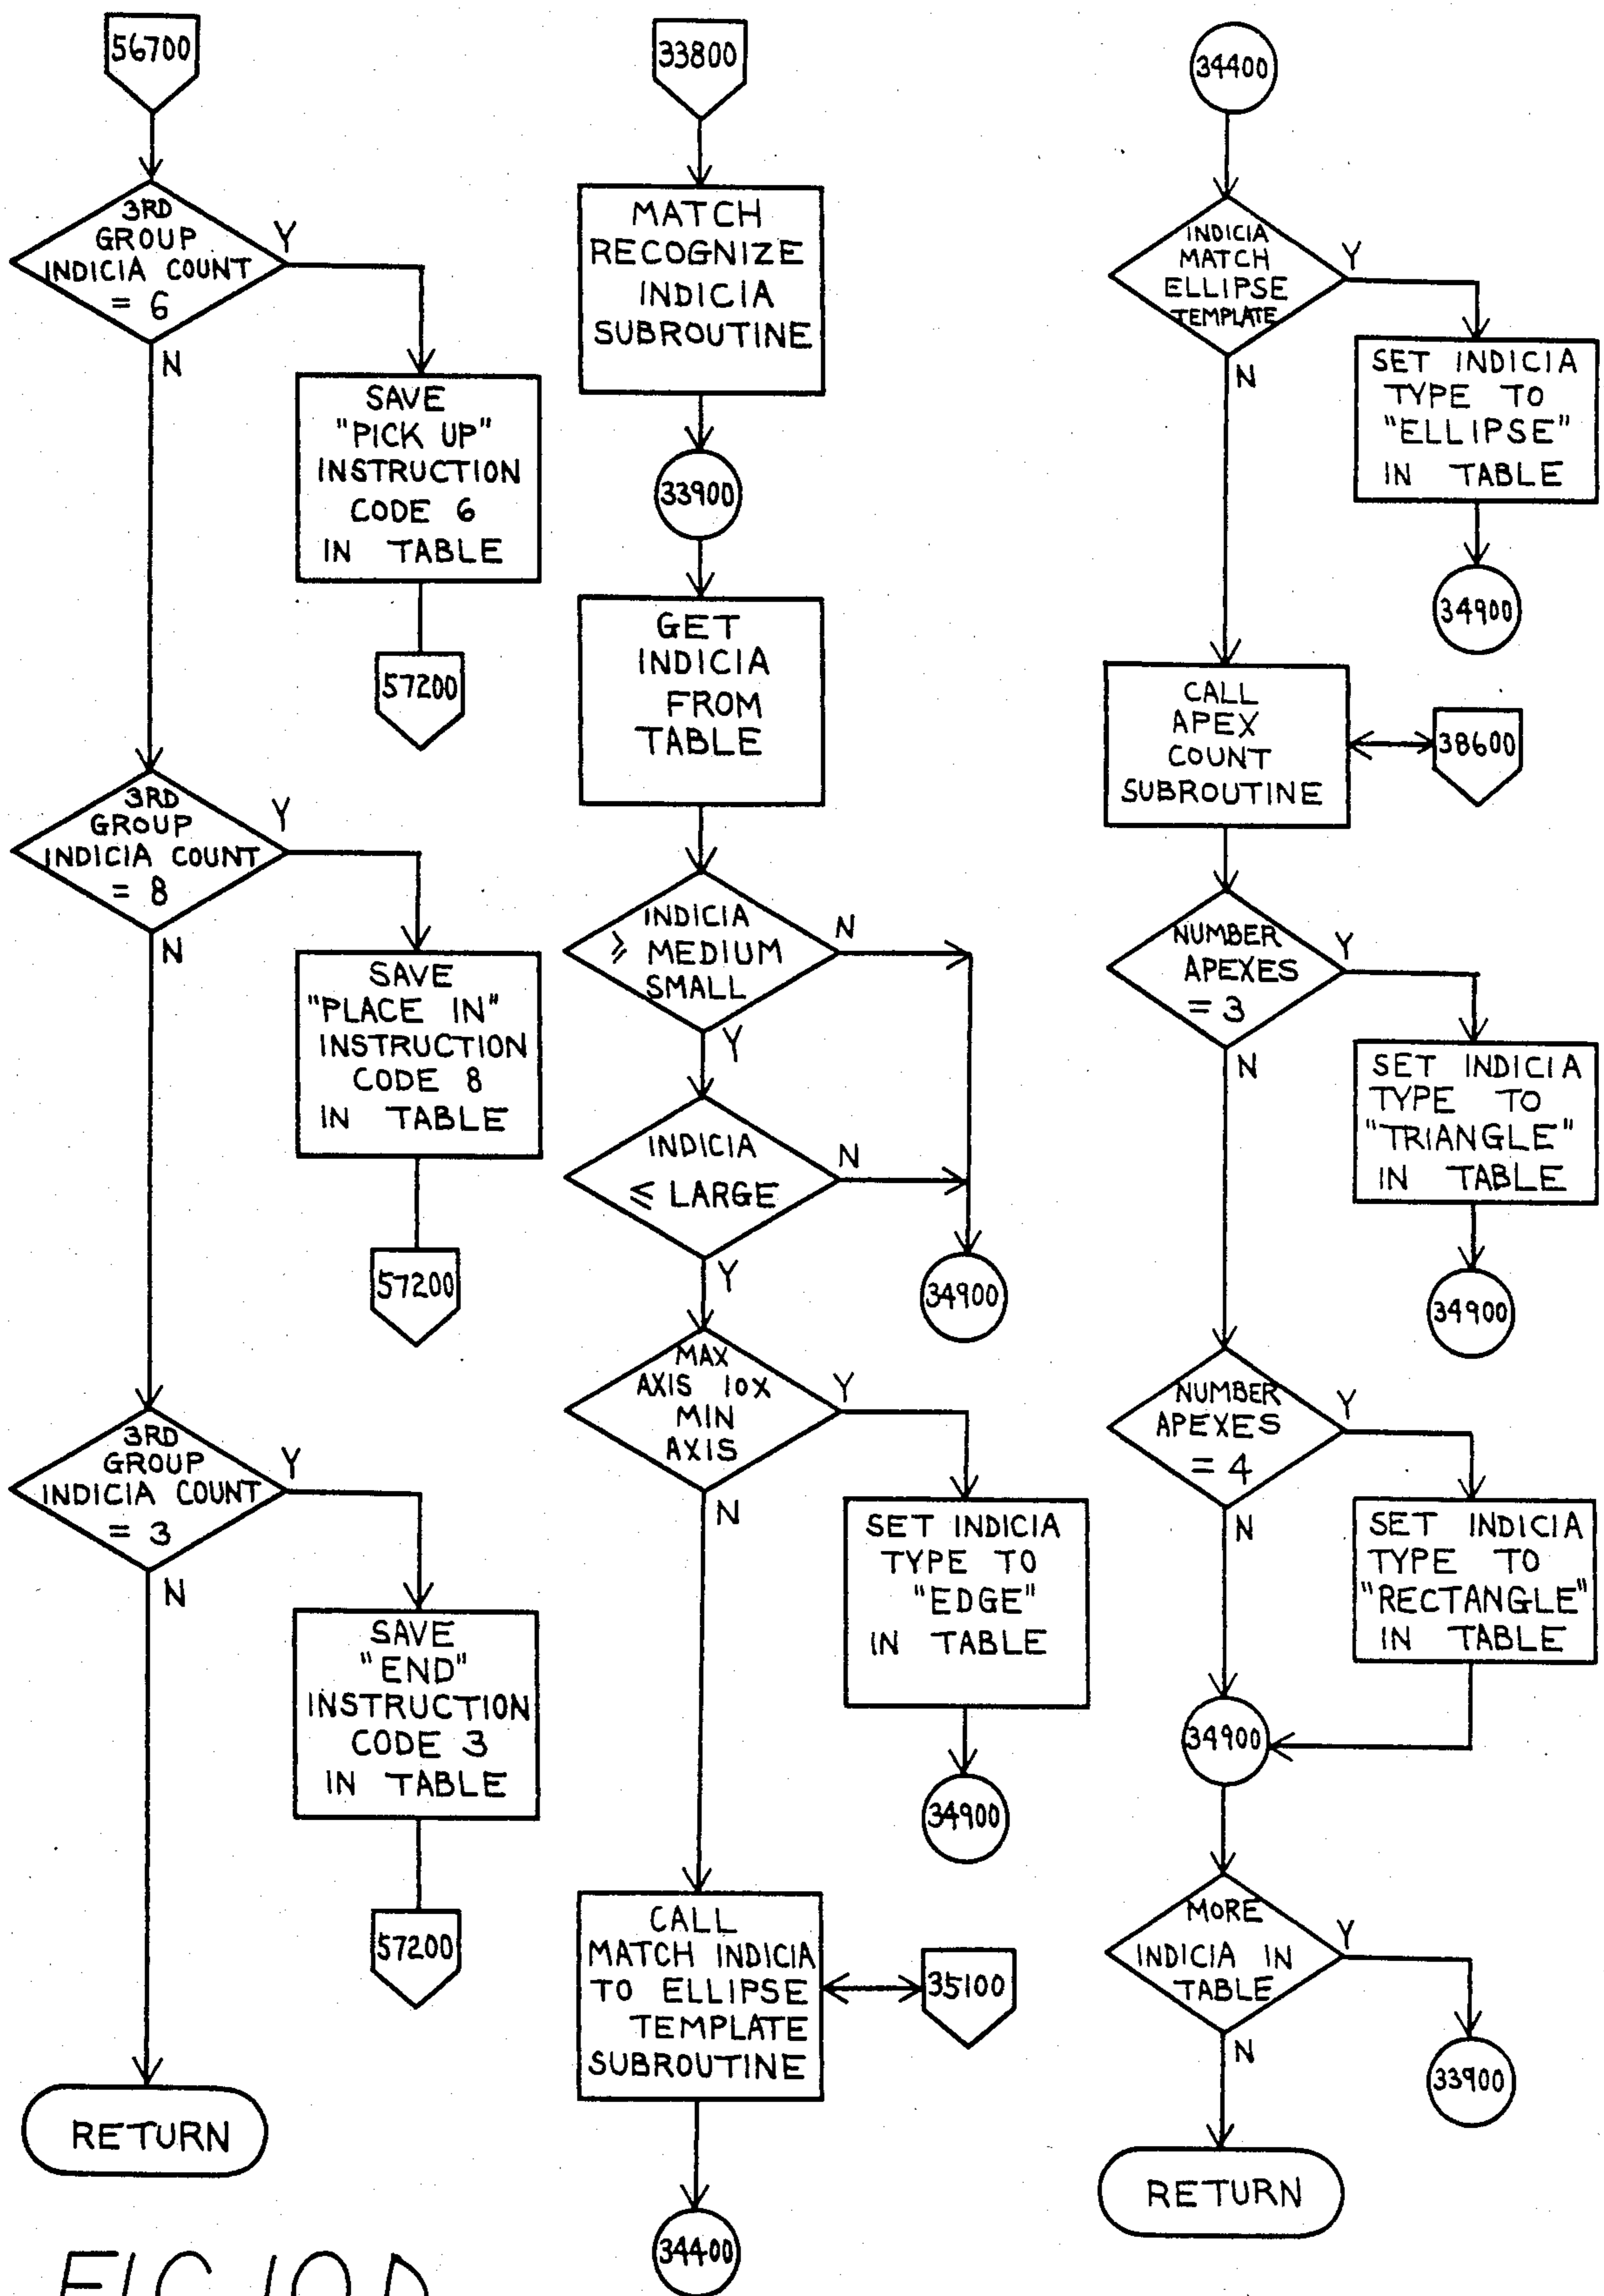 56700
3RD
GROUP
INDICIA COUNT
= 6
Y
N
SAVE
"PICK UP"
INSTRUCTION
CODE 6
IN TABLE
57200
3RD
GROUP
INDICIA COUNT
= 8
Y
N
SAVE
"PLACE IN"
INSTRUCTION
CODE 8
IN TABLE
57200
3RD
GROUP
INDICIA COUNT
= 3
Y
N
SAVE
"END"
INSTRUCTION
CODE 3
IN TABLE
57200
RETURN
33800
MATCH
RECOGNIZE
INDICIA
SUBROUTINE
33900
GET
INDICIA
FROM
TABLE
INDICIA
⩾ MEDIUM
SMALL
N
Y
INDICIA
⩽ LARGE
N
Y
34900
MAX
AXIS 10X
MIN
AXIS
Y
N
SET INDICIA
TYPE TO
"EDGE"
IN TABLE
34900
CALL
MATCH INDICIA
TO ELLIPSE
TEMPLATE
SUBROUTINE
35100
34400
34400
INDICIA
MATCH
ELLIPSE
TEMPLATE
Y
N
SET INDICIA
TYPE TO
"ELLIPSE"
IN TABLE
34900
CALL
APEX
COUNT
SUBROUTINE
38600
NUMBER
APEXES
= 3
Y
N
SET INDICIA
TYPE TO
"TRIANGLE"
IN TABLE
34900
NUMBER
APEXES
= 4
Y
N
SET INDICIA
TYPE TO
"RECTANGLE"
IN TABLE
34900
MORE
INDICIA IN
TABLE
Y
N
33900
RETURN
FIG. 10D